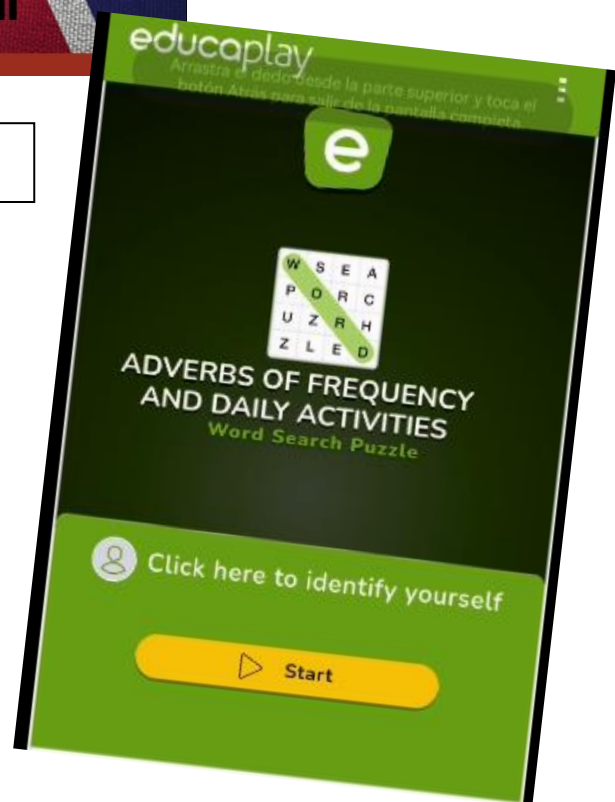 educaplay
Arrastra el dedo desde la parte superior y toca el
botón Atrás para salir de la pantalla completa.
e
W S E A
P O R C
U Z R H
Z L E D
ADVERBS OF FREQUENCY
AND DAILY ACTIVITIES
Word Search Puzzle
Click here to identify yourself
Start